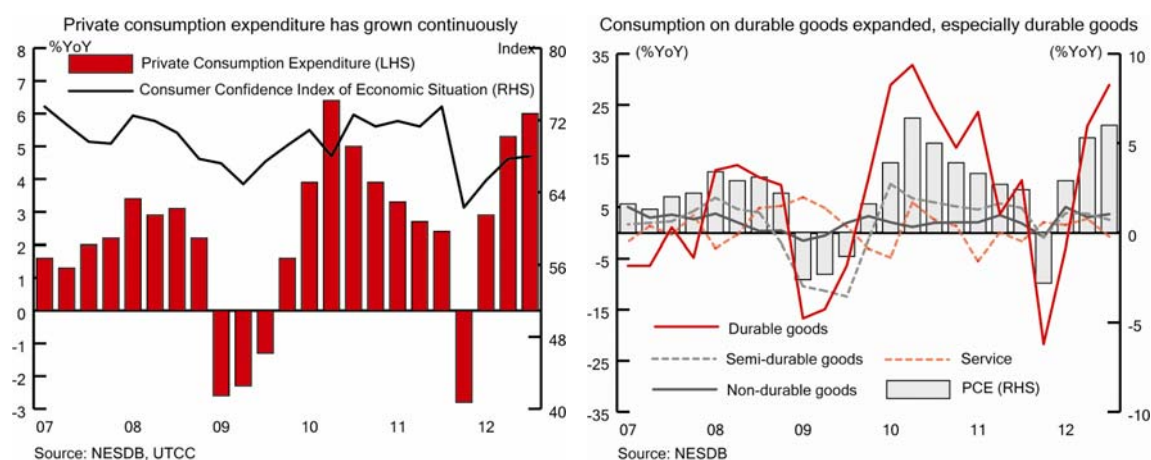 Private consumption expenditure has grown continuously
%YoY
Index
8
7
6
5
4
3
2
1
0
-1
-2
-3
80
72
64
56
48
40
Private Consumption Expenditure (LHS)
Consumer Confidence Index of Economic Situation (RHS)
07 08 09 10 11 12
Source: NESDB, UTCC
Consumption on durable goods expanded, especially durable goods
(%YoY)
(%YoY)
35
25
15
5
-5
-15
-25
-35
10
5
0
-5
-10
Durable goods
Semi-durable goods
Service
Non-durable goods
PCE (RHS)
07 08 09 10 11 12
Source: NESDB